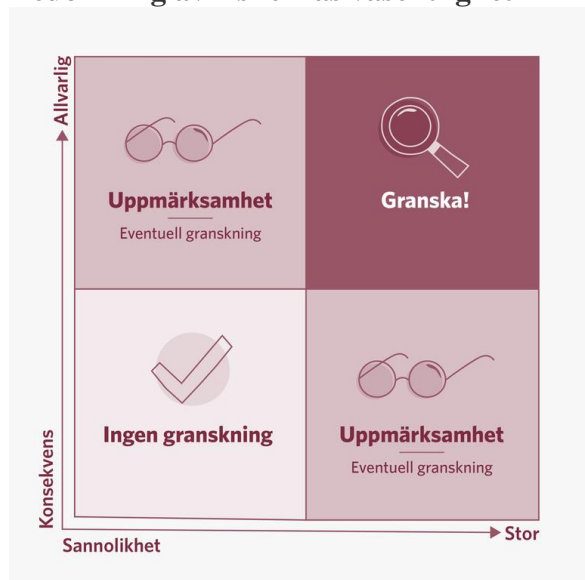 Allvarlig
Uppmärksamhet
Eventuell granskning
Granska!
Ingen granskning
Uppmärksamhet
Eventuell granskning
Konsekvens
Sannolikhet
Stor